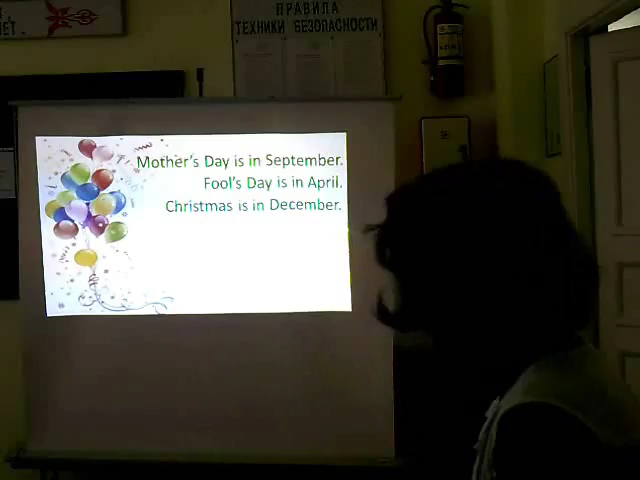 ПРАВИЛА
ТЕХНИКИ БЕЗОПАСНОСТИ
Mother's Day is in September.
Fool's Day is in April.
Christmas is in December.